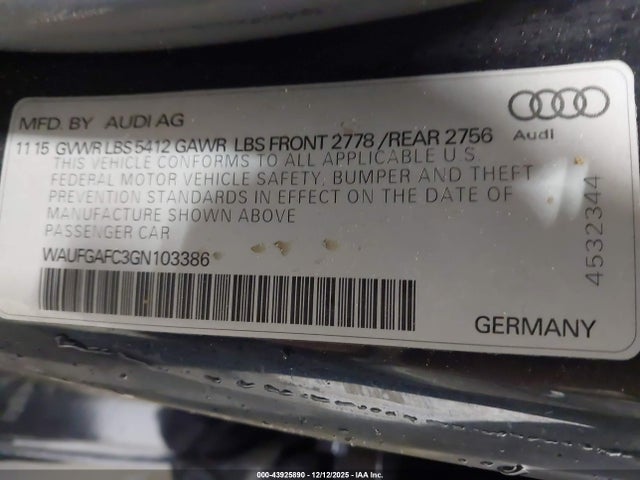 MFD. BY AUDI AG
11 15 GVWR LBS 5412 GAWR LBS FRONT 2778 / REAR 2756
THIS VEHICLE CONFORMS TO ALL APPLICABLE U.S.
FEDERAL MOTOR VEHICLE SAFETY, BUMPER AND THEFT
PREVENTION STANDARDS IN EFFECT ON THE DATE OF
MANUFACTURE SHOWN ABOVE
PASSENGER CAR
WAUFGAFC3GN103386
Audi
4532344
GERMANY
000-43925890 - 12/12/2025 - IAA Inc.